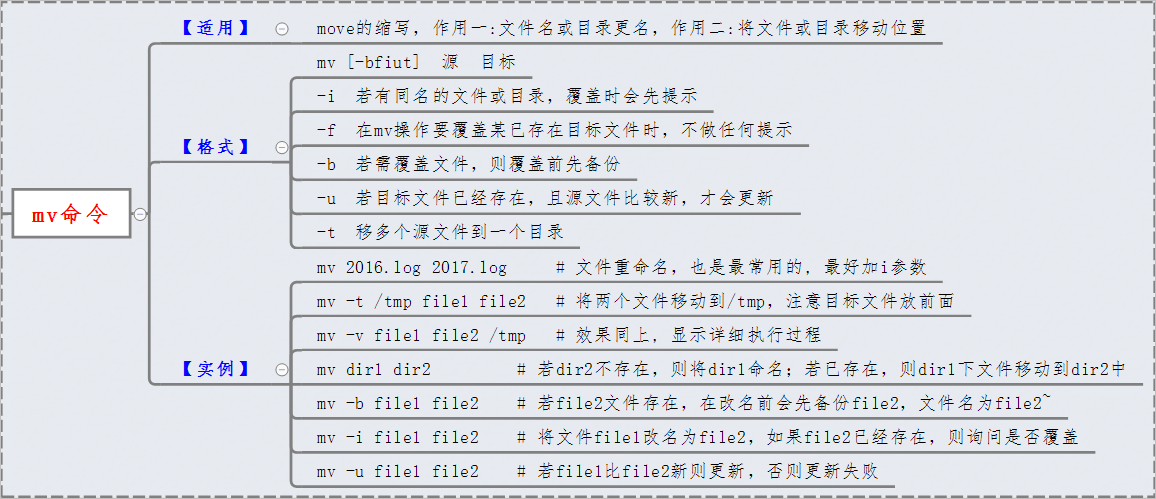 【适用】 move的缩写，作用一:文件名或目录更名，作用二:将文件或目录移动位置
mv [-bfiut] 源 目标
-i 若有同名的文件或目录，覆盖时会先提示
-f 在mv操作要覆盖某已存在目标文件时，不做任何提示
【格式】
-b 若需覆盖文件，则覆盖前先备份
-u 若目标文件已经存在，且源文件比较新，才会更新
mv命令
-t 移多个源文件到一个目录
mv 2016.log 2017.log # 文件重命名，也是最常用的，最好加i参数
mv -t /tmp file1 file2 # 将两个文件移动到/tmp，注意目标文件放前面
mv -v file1 file2 /tmp # 效果同上，显示详细执行过程
【实例】
mv dir1 dir2 # 若dir2不存在，则将dir1命名；若已存在，则dir1下文件移动到dir2中
mv -b file1 file2 # 若file2文件存在，在改名前会先备份file2，文件名为file2~
mv -i file1 file2 # 将文件file1改名为file2，如果file2已经存在，则询问是否覆盖
mv -u file1 file2 # 若file1比file2新则更新，否则更新失败